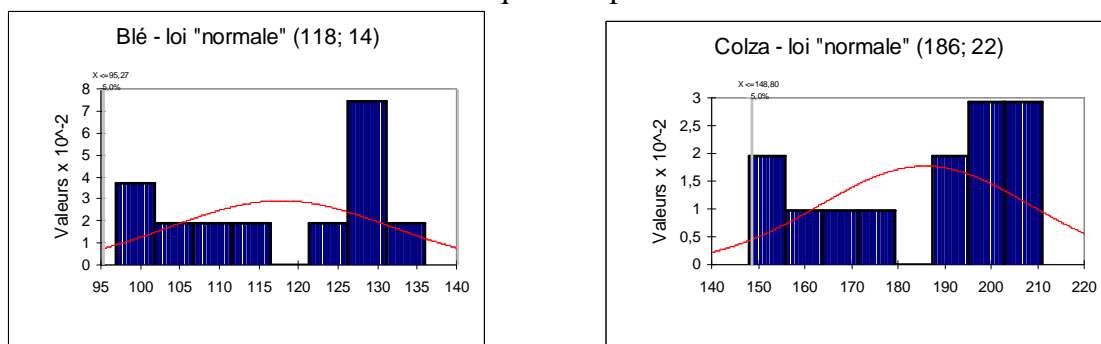 Blé - loi "normale" (118; 14)
X <=95,27
5,0%
Valeurs x 10^-2
8
7
6
5
4
3
2
1
0
95 100 105 110 115 120 125 130 135 140
Colza - loi "normale" (186; 22)
X <=148,80
5,0%
Valeurs x 10^-2
3
2,5
2
1,5
1
0,5
0
140 150 160 170 180 190 200 210 220